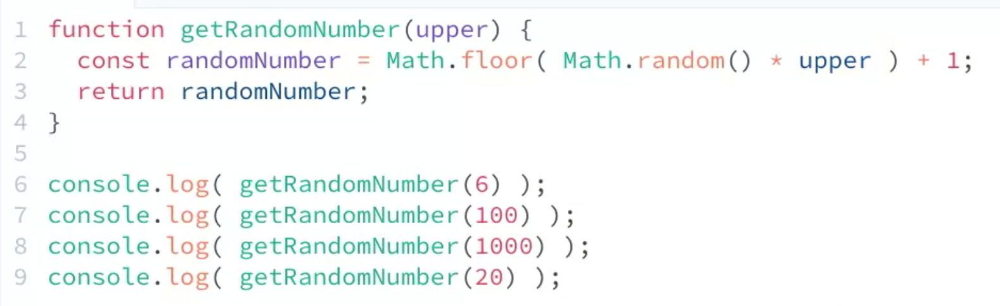 1 function getRandomNumber(upper) {
2   const randomNumber = Math.floor( Math.random() * upper ) + 1;
3   return randomNumber;
4 }
5
6 console.log( getRandomNumber(6) );
7 console.log( getRandomNumber(100) );
8 console.log( getRandomNumber(1000) );
9 console.log( getRandomNumber(20) );